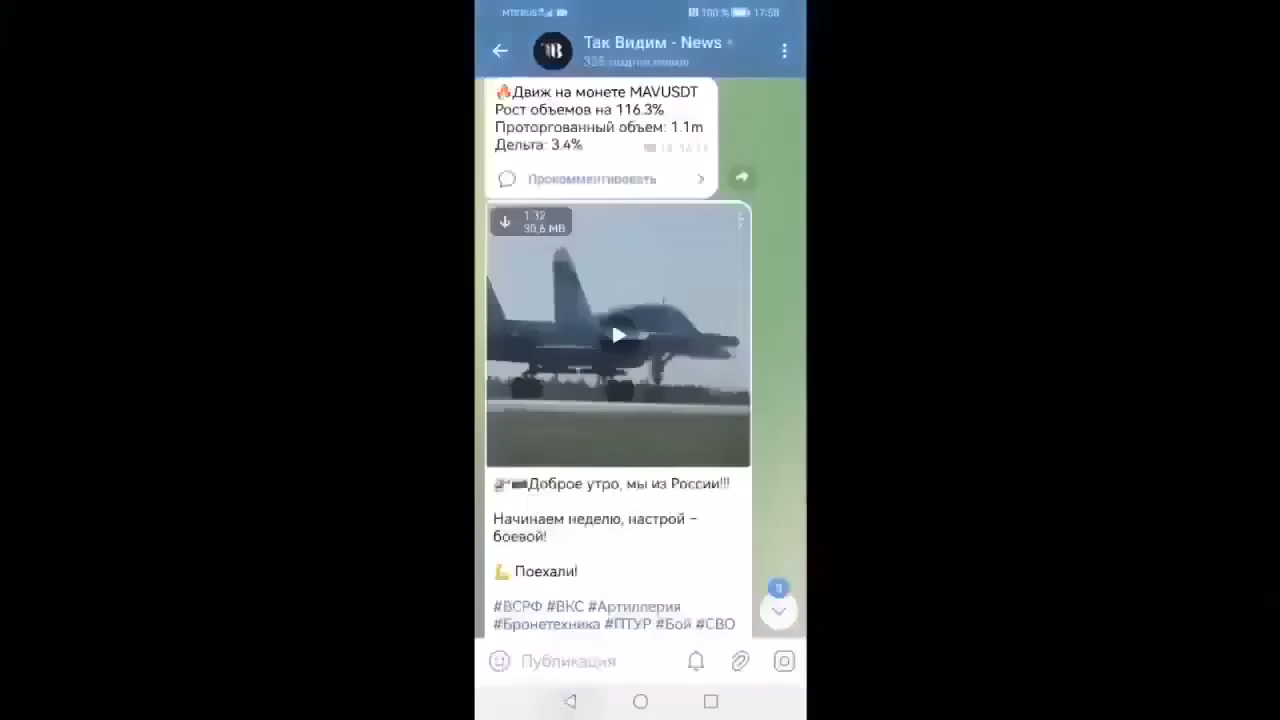 MTS RUS
100 %
17:58
Так Видим - News
🔥Движ на монете MAVUSDT
Рост объемов на 116.3%
Проторгованный объем: 1.1m
Дельта: 3.4%
Прокомментировать
1:32
30,6 MB
Доброе утро, мы из России!!!
Начинаем неделю, настрой –
боевой!
💪 Поехали!
#ВСРФ #ВКС #Артиллерия
#Бронетехника #ПТУР #Бой #СВО
Публикация